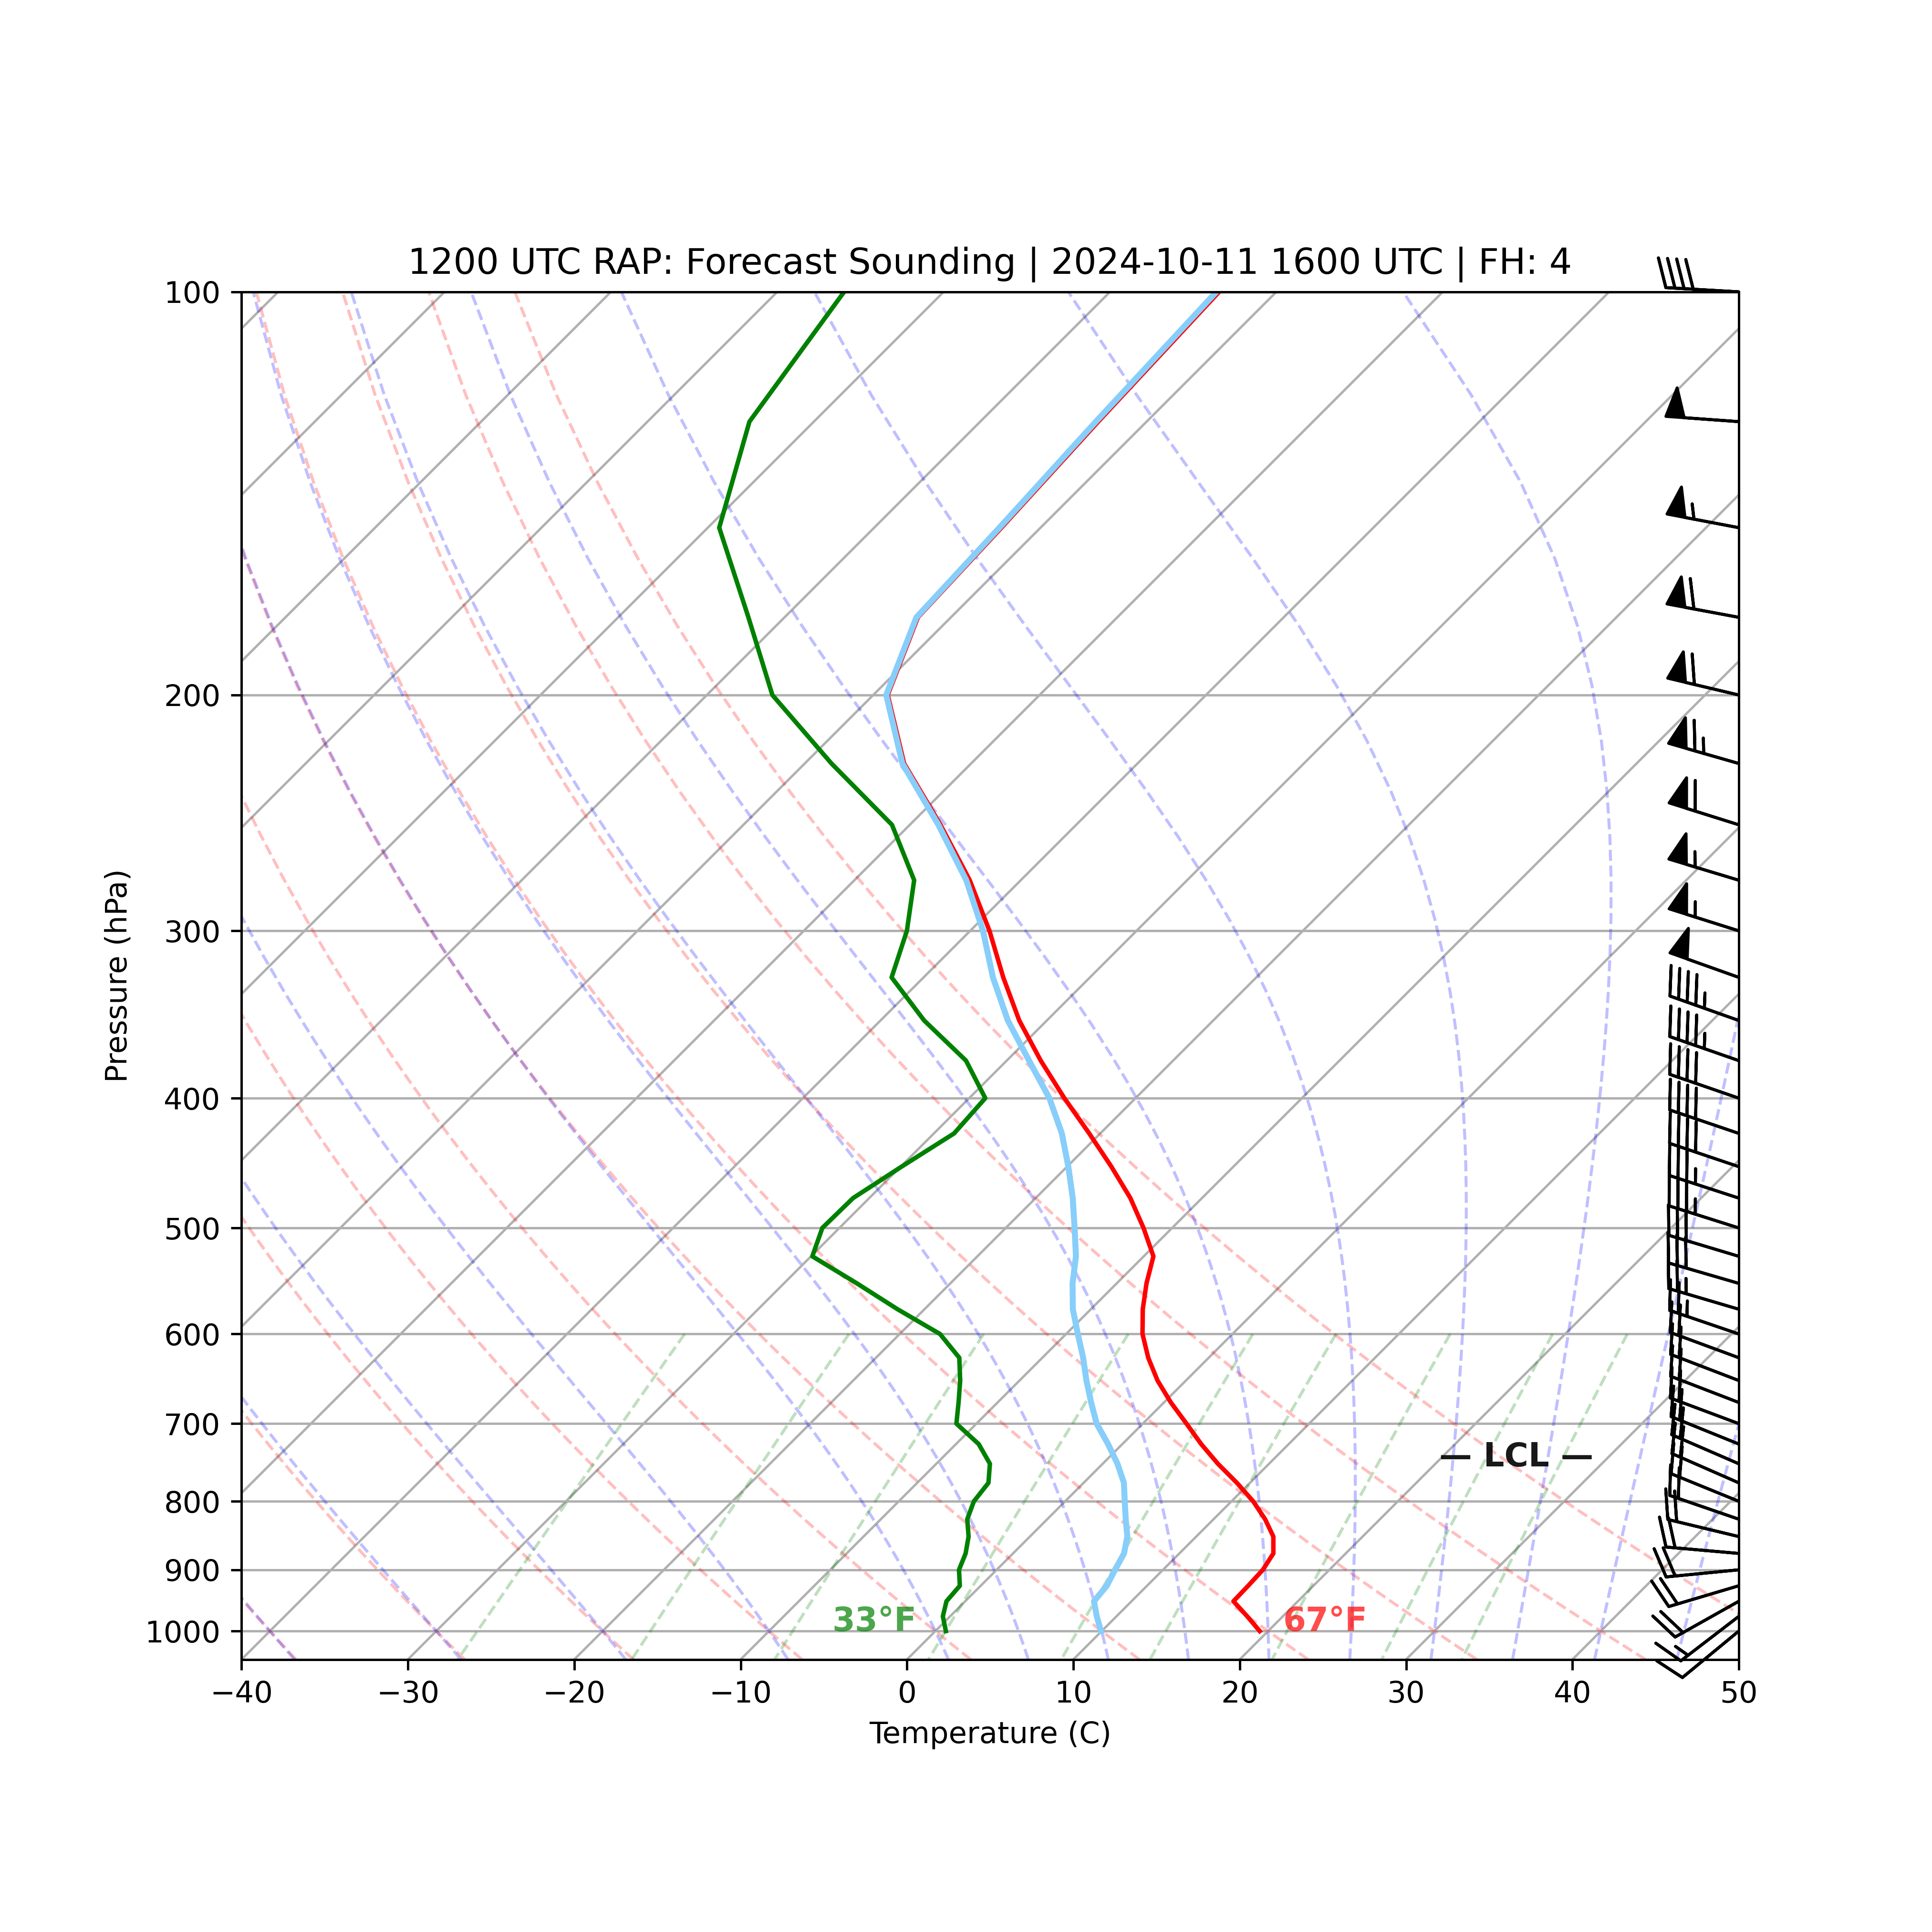 1200 UTC RAP: Forecast Sounding | 2024-10-11 1600 UTC | FH: 4
100
200
300
400
500
600
700
800
900
1000
Pressure (hPa)
— LCL —
33°F
67°F
−40 −30 −20 −10 0 10 20 30 40 50
Temperature (C)